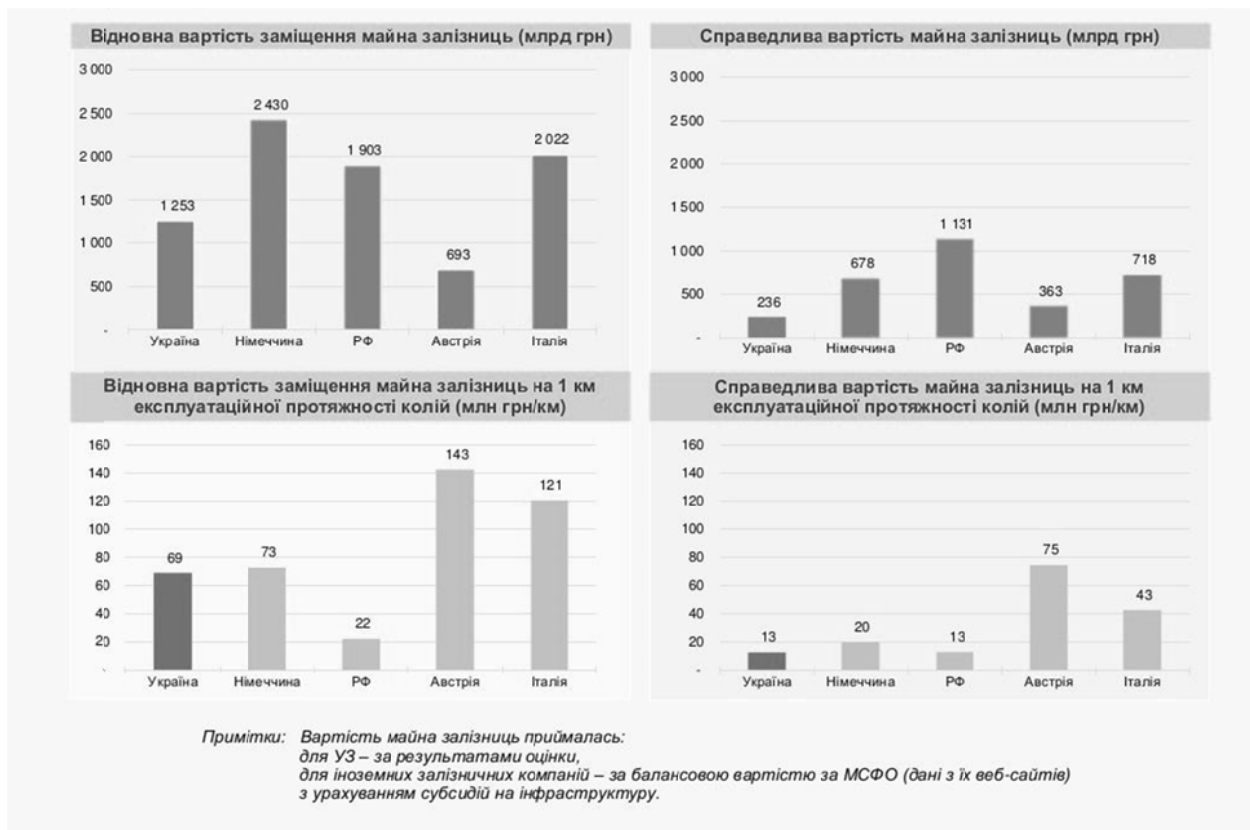 Відновна вартість заміщення майна залізниць (млрд грн)
3 000
2 500
2 000
1 500
1 000
500
-
1 253
2 430
1 903
693
2 022
Україна
Німеччина
РФ
Австрія
Італія
Справедлива вартість майна залізниць (млрд грн)
3 000
2 500
2 000
1 500
1 000
500
-
236
678
1 131
363
718
Україна
Німеччина
РФ
Австрія
Італія
Відновна вартість заміщення майна залізниць на 1 км
експлуатаційної протяжності колій (млн грн/км)
160
140
120
100
80
60
40
20
-
69
73
22
143
121
Україна
Німеччина
РФ
Австрія
Італія
Справедлива вартість майна залізниць на 1 км
експлуатаційної протяжності колій (млн грн/км)
160
140
120
100
80
60
40
20
-
13
20
13
75
43
Україна
Німеччина
РФ
Австрія
Італія
Примітки: Вартість майна залізниць приймалась:
для УЗ – за результатами оцінки,
для іноземних залізничних компаній – за балансовою вартістю за МСФО (дані з їх веб-сайтів)
з урахуванням субсидій на інфраструктуру.